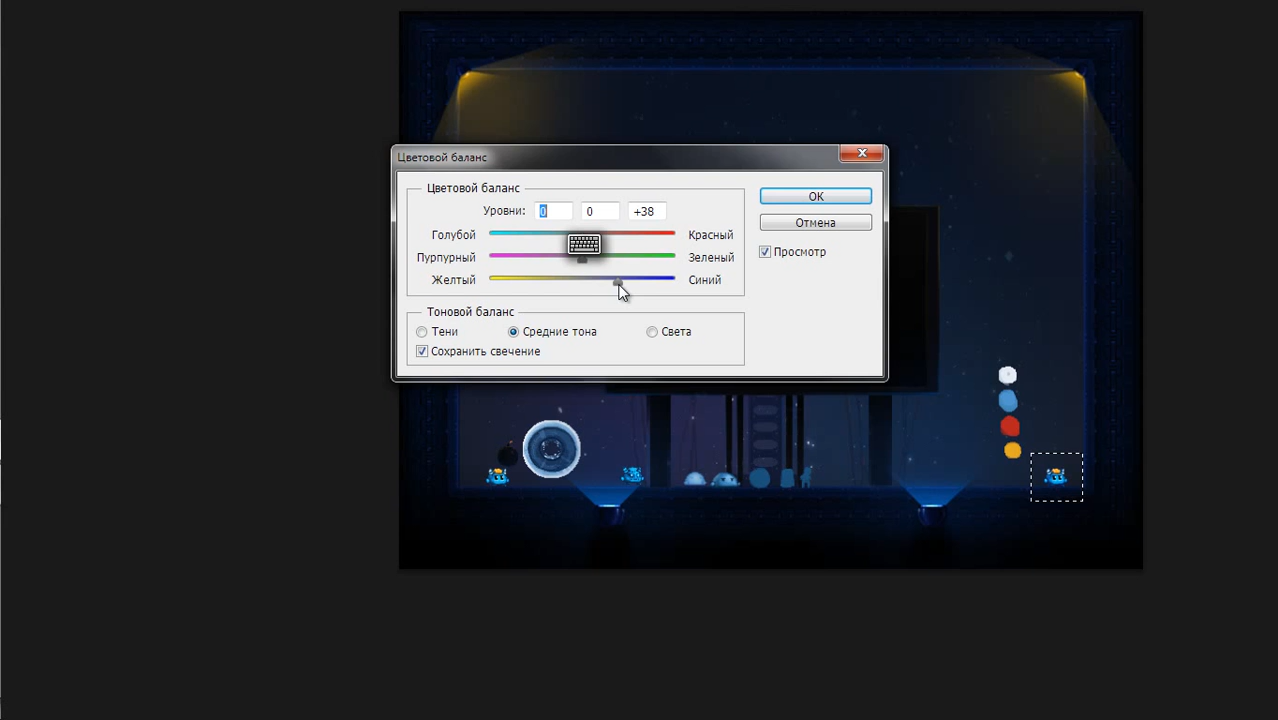 Цветовой баланс
Цветовой баланс
Уровни: 0 0 +38
Голубой Красный
Пурпурный Зеленый
Желтый Синий
OK
Отмена
Просмотр
Тоновой баланс
Тени Средние тона Света
Сохранить свечение